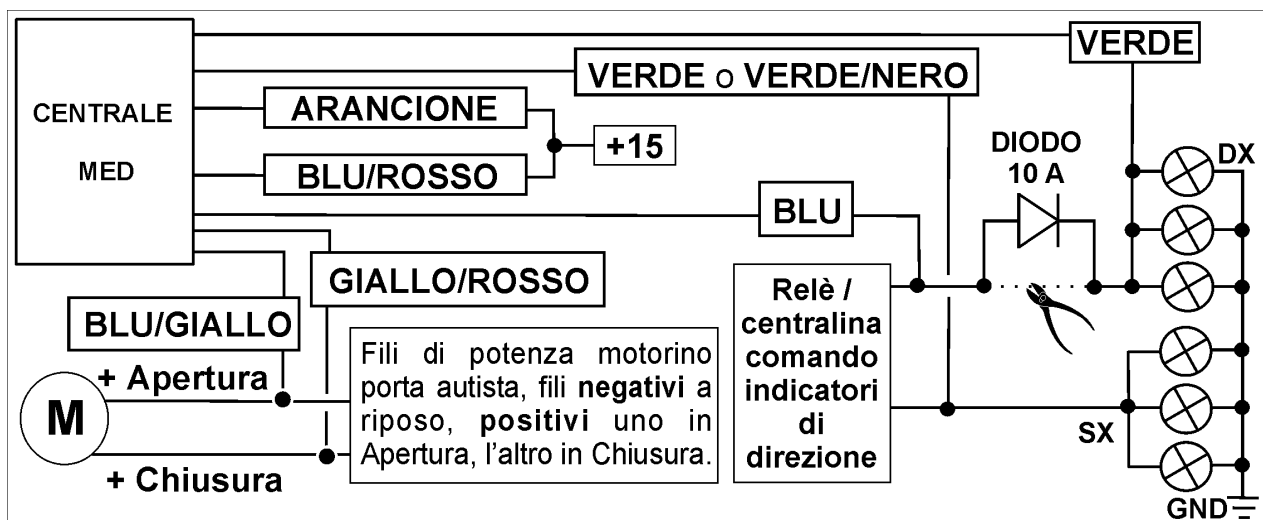 VERDE
VERDE o VERDE/NERO
CENTRALE
MED
ARANCIONE
+15
BLU/ROSSO
DIODO
10 A
DX
BLU
GIALLO/ROSSO
BLU/GIALLO
Relè /
centralina
comando
indicatori
di
direzione
+ Apertura
M
+ Chiusura
Fili di potenza motorino
porta autista, fili negativi a
riposo, positivi uno in
Apertura, l'altro in Chiusura.
SX
GND